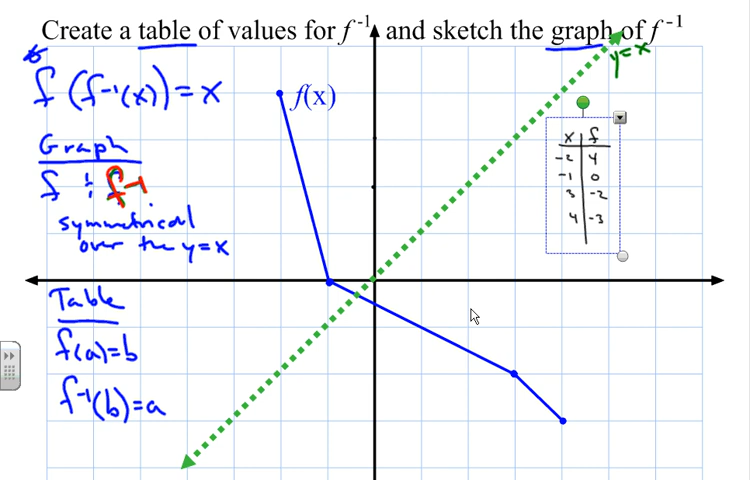 Create a table of values for f⁻¹ and sketch the graph of f⁻¹
y=x
f(f⁻¹(x))=x
f(x)
Graph
f ; f⁻¹
symmetrical
over the y=x
x | f
-2 | 4
-1 | 0
3 | -2
4 | -3
Table
f(a)=b
f⁻¹(b)=a